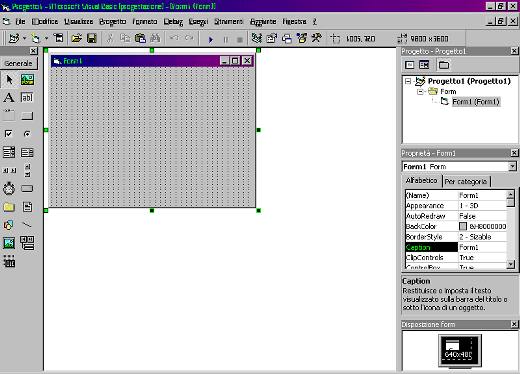 Progetto1 - Microsoft Visual Basic [progettazione] - [Form1 (Form)]
File Modifica Visualizza Progetto Formato Debug Esegui Strumenti Aggiunte Finestra ?
1005, 720 9800 x 3600
Generale
Form1
Progetto - Progetto1
Progetto1 (Progetto1)
Form
Form1 (Form1)
Proprietà - Form1
Form1 Form
Alfabetico Per categoria
(Name) Form1
Appearance 1 - 3D
AutoRedraw False
BackColor &H8000000
BorderStyle 2 - Sizable
Caption Form1
ClipControls True
ControlBox True
Caption
Restituisce o imposta il testo
visualizzato sulla barra del titolo o
sotto l'icona di un oggetto.
Disposizione form
640x480